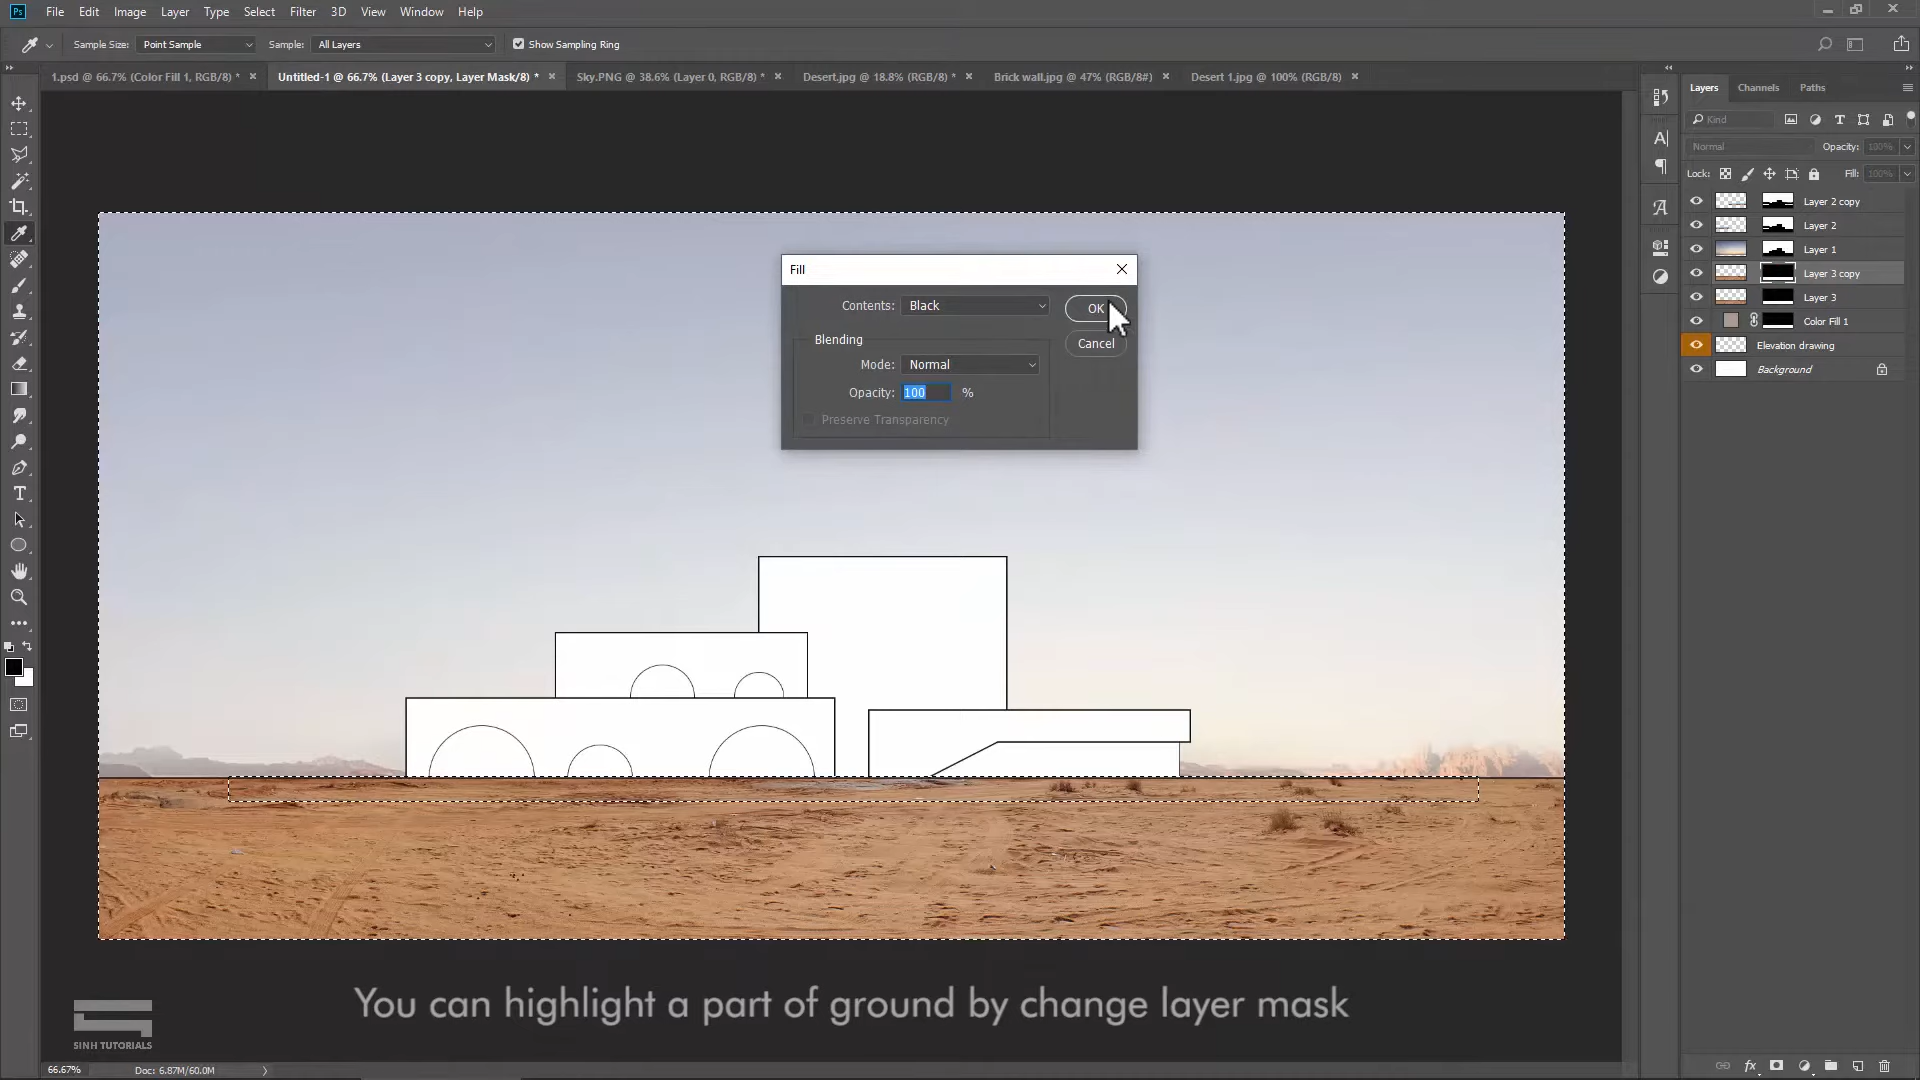 Ps File Edit Image Layer Type Select Filter 3D View Window Help
Sample Size: Point Sample Sample: All Layers Show Sampling Ring
1.psd @ 66.7% (Color Fill 1, RGB/8) * Untitled-1 @ 66.7% (Layer 3 copy, Layer Mask/8) * Sky.PNG @ 38.6% (Layer 0, RGB/8) * Desert.jpg @ 18.8% (RGB/8) * Brick wall.jpg @ 47% (RGB/8#) Desert 1.jpg @ 100% (RGB/8)
Layers Channels Paths
Kind
Normal Opacity: 100%
Lock: Fill: 100%
Layer 2 copy
Layer 2
Layer 1
Layer 3 copy
Layer 3
Color Fill 1
Elevation drawing
Background
Fill
Contents: Black OK
Blending Cancel
Mode: Normal
Opacity: 100 %
Preserve Transparency
You can highlight a part of ground by change layer mask
SINH TUTORIALS
66.67% Doc: 6.87M/60.0M